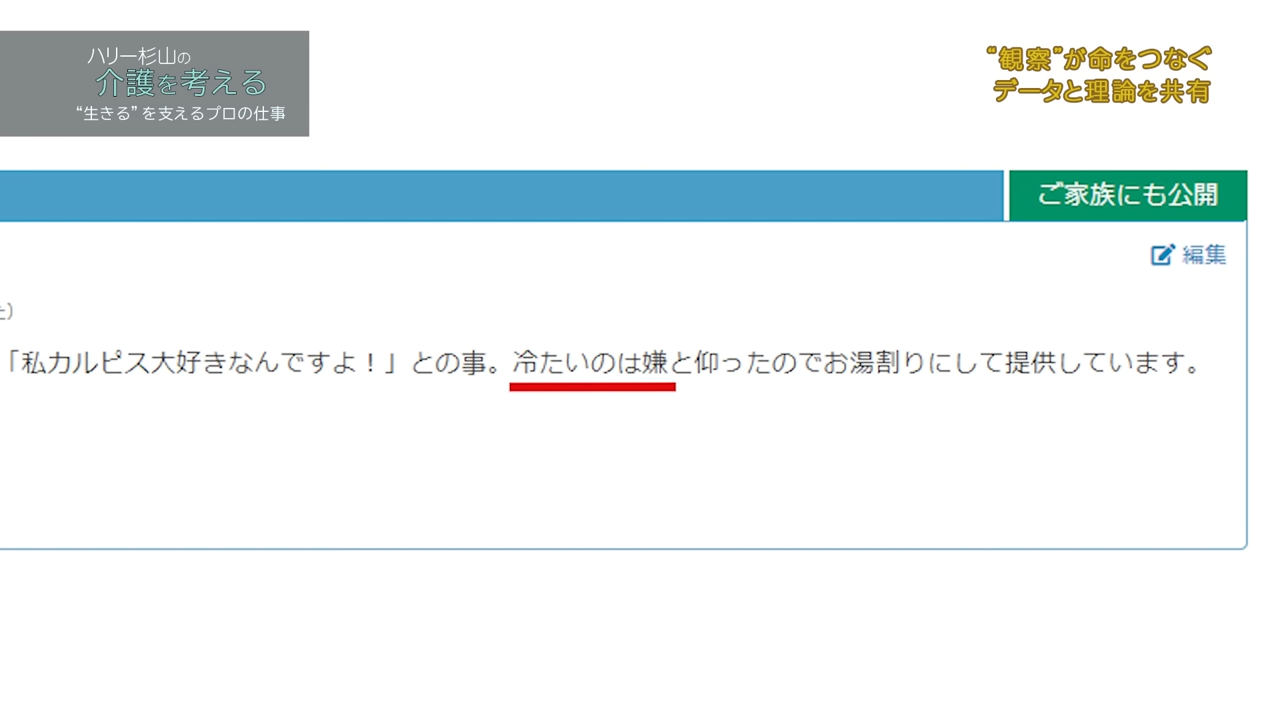 ハリー杉山の
介護を考える
“生きる”を支えるプロの仕事
“観察”が命をつなぐ
データと理論を共有
ご家族にも公開
編集
た）
「私カルピス大好きなんですよ！」との事。冷たいのは嫌と仰ったのでお湯割りにして提供しています。